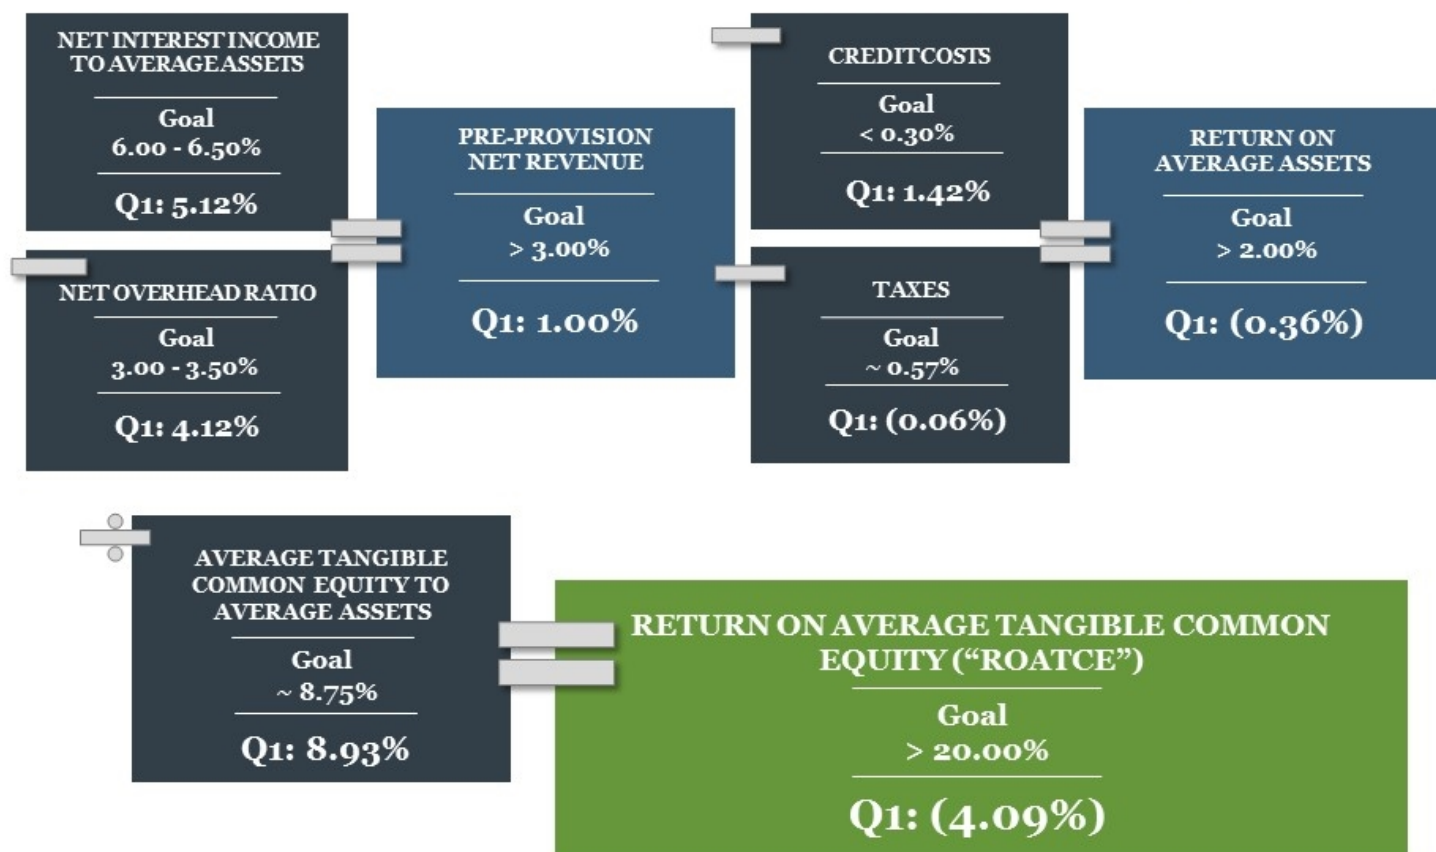 NET INTEREST INCOME
TO AVERAGE ASSETS
Goal
6.00 - 6.50%
Q1: 5.12%
NET OVERHEAD RATIO
Goal
3.00 - 3.50%
Q1: 4.12%
PRE-PROVISION
NET REVENUE
Goal
> 3.00%
Q1: 1.00%
CREDIT COSTS
Goal
< 0.30%
Q1: 1.42%
TAXES
Goal
~ 0.57%
Q1: (0.06%)
RETURN ON
AVERAGE ASSETS
Goal
> 2.00%
Q1: (0.36%)
AVERAGE TANGIBLE
COMMON EQUITY TO
AVERAGE ASSETS
Goal
~ 8.75%
Q1: 8.93%
RETURN ON AVERAGE TANGIBLE COMMON
EQUITY (“ROATCE”)
Goal
> 20.00%
Q1: (4.09%)